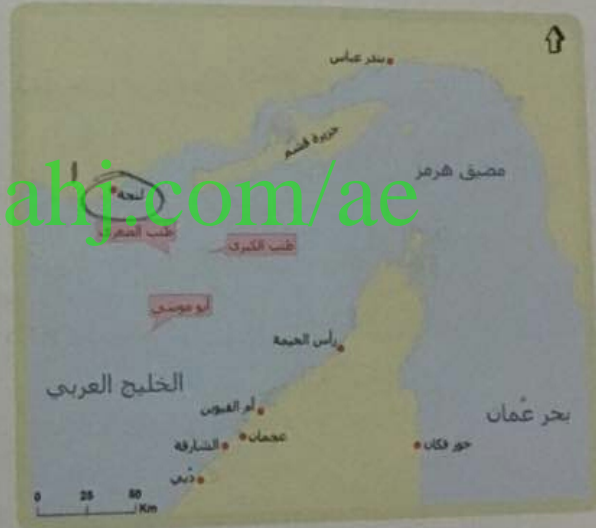 بندر عباس
جزيرة قشم
مضيق هرمز
ا
لنجة
ahj.com/ae
طنب الصغرى
طنب الكبرى
أبو موسى
رأس الخيمة
الخليج العربي
أم القيوين
بحر عُمان
عجمان
الشارقة
خور فكان
دُبي
0 25 50
Km